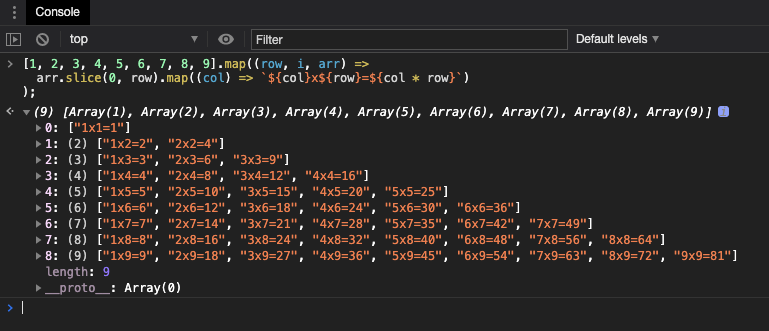 Console
top
Filter
Default levels
[1, 2, 3, 4, 5, 6, 7, 8, 9].map((row, i, arr) =>
arr.slice(0, row).map((col) => `${col}x${row}=${col * row}`)
);
(9) [Array(1), Array(2), Array(3), Array(4), Array(5), Array(6), Array(7), Array(8), Array(9)]
0: ["1x1=1"]
1: (2) ["1x2=2", "2x2=4"]
2: (3) ["1x3=3", "2x3=6", "3x3=9"]
3: (4) ["1x4=4", "2x4=8", "3x4=12", "4x4=16"]
4: (5) ["1x5=5", "2x5=10", "3x5=15", "4x5=20", "5x5=25"]
5: (6) ["1x6=6", "2x6=12", "3x6=18", "4x6=24", "5x6=30", "6x6=36"]
6: (7) ["1x7=7", "2x7=14", "3x7=21", "4x7=28", "5x7=35", "6x7=42", "7x7=49"]
7: (8) ["1x8=8", "2x8=16", "3x8=24", "4x8=32", "5x8=40", "6x8=48", "7x8=56", "8x8=64"]
8: (9) ["1x9=9", "2x9=18", "3x9=27", "4x9=36", "5x9=45", "6x9=54", "7x9=63", "8x9=72", "9x9=81"]
length: 9
__proto__: Array(0)